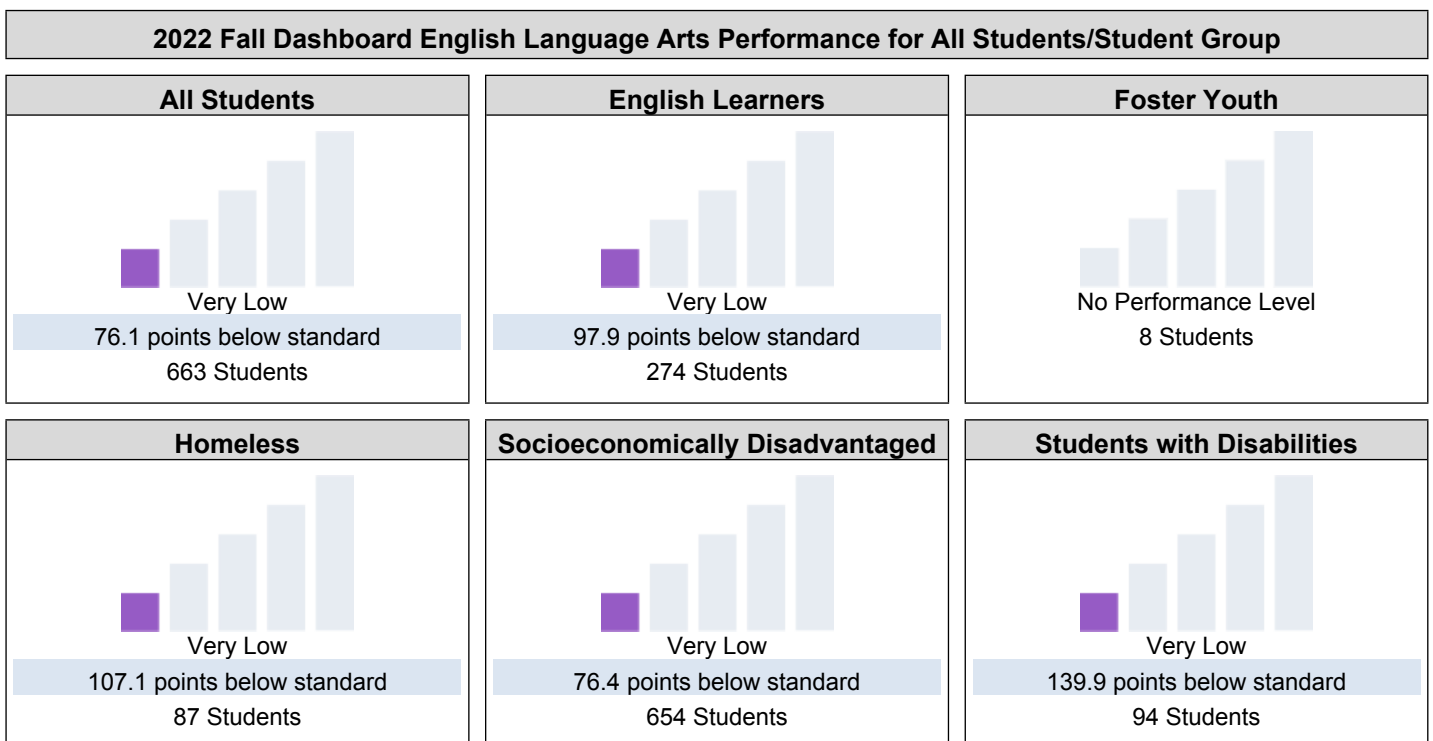 2022 Fall Dashboard English Language Arts Performance for All Students/Student Group
All Students
Very Low
76.1 points below standard
663 Students
English Learners
Very Low
97.9 points below standard
274 Students
Foster Youth
No Performance Level
8 Students
Homeless
Very Low
107.1 points below standard
87 Students
Socioeconomically Disadvantaged
Very Low
76.4 points below standard
654 Students
Students with Disabilities
Very Low
139.9 points below standard
94 Students